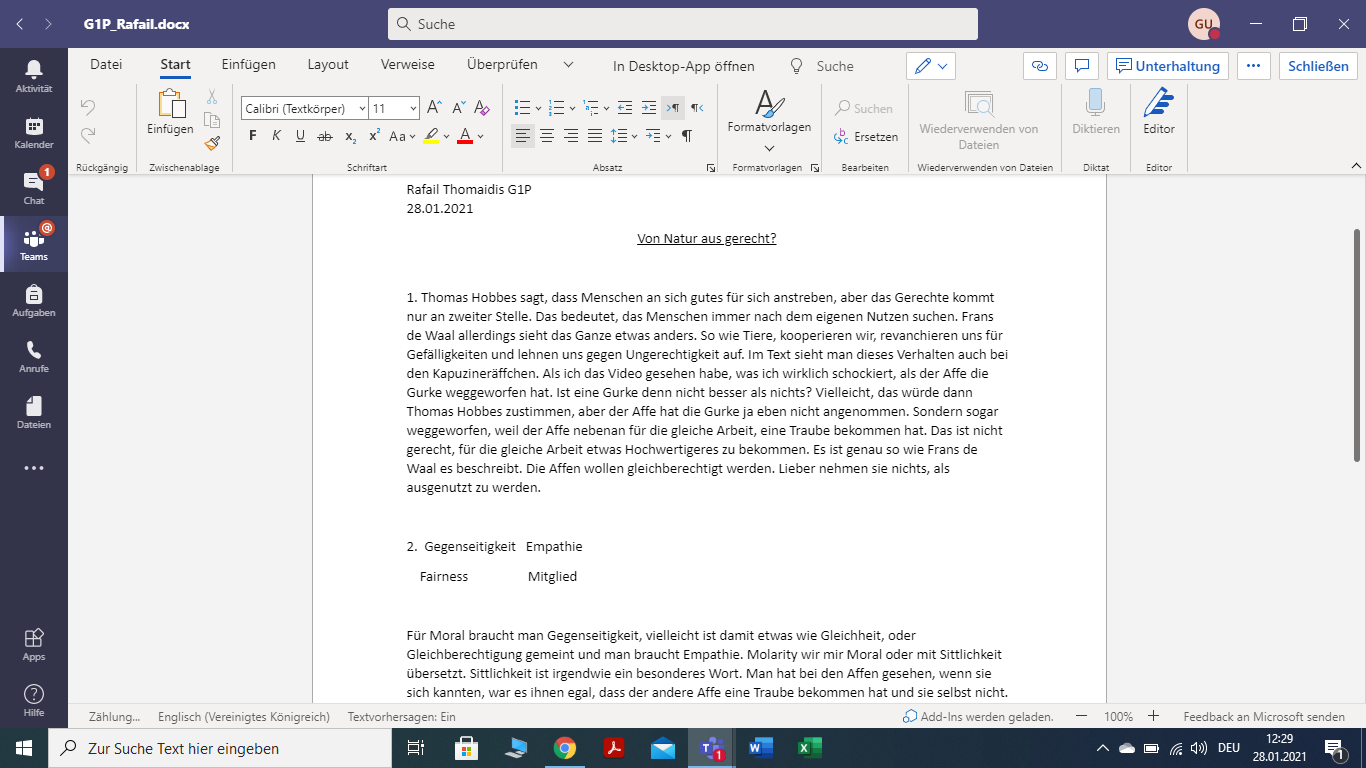 G1P_Rafail.docx
Suche
GU
Datei Start Einfügen Layout Verweise Überprüfen In Desktop-App öffnen Suche Unterhaltung Schließen
Aktivität
Kalender
1
Chat
@
Teams
Aufgaben
Anrufe
Dateien
Apps
Hilfe
Rückgängig
Einfügen
Zwischenablage
Calibri (Textkörper) 11
F K U ab x₂ x² Aa A
Schriftart
Absatz
Formatvorlagen
Formatvorlagen
Suchen
Ersetzen
Bearbeiten
Wiederverwenden von
Dateien
Wiederverwenden von Dateien
Diktieren
Diktat
Editor
Editor
Rafail Thomaidis G1P
28.01.2021
Von Natur aus gerecht?
1. Thomas Hobbes sagt, dass Menschen an sich gutes für sich anstreben, aber das Gerechte kommt
nur an zweiter Stelle. Das bedeutet, das Menschen immer nach dem eigenen Nutzen suchen. Frans
de Waal allerdings sieht das Ganze etwas anders. So wie Tiere, kooperieren wir, revanchieren uns für
Gefälligkeiten und lehnen uns gegen Ungerechtigkeit auf. Im Text sieht man dieses Verhalten auch bei
den Kapuzineräffchen. Als ich das Video gesehen habe, was ich wirklich schockiert, als der Affe die
Gurke weggeworfen hat. Ist eine Gurke denn nicht besser als nichts? Vielleicht, das würde dann
Thomas Hobbes zustimmen, aber der Affe hat die Gurke ja eben nicht angenommen. Sondern sogar
weggeworfen, weil der Affe nebenan für die gleiche Arbeit, eine Traube bekommen hat. Das ist nicht
gerecht, für die gleiche Arbeit etwas Hochwertigeres zu bekommen. Es ist genau so wie Frans de
Waal es beschreibt. Die Affen wollen gleichberechtigt werden. Lieber nehmen sie nichts, als
ausgenutzt zu werden.
2. Gegenseitigkeit Empathie
Fairness Mitglied
Für Moral braucht man Gegenseitigkeit, vielleicht ist damit etwas wie Gleichheit, oder
Gleichberechtigung gemeint und man braucht Empathie. Molarity wir mir Moral oder mit Sittlichkeit
übersetzt. Sittlichkeit ist irgendwie ein besonderes Wort. Man hat bei den Affen gesehen, wenn sie
sich kannten, war es ihnen egal, dass der andere Affe eine Traube bekommen hat und sie selbst nicht.
Zählung... Englisch (Vereinigtes Königreich) Textvorhersagen: Ein Add-Ins werden geladen. 100% Feedback an Microsoft senden
Zur Suche Text hier eingeben
1
DEU
12:29
28.01.2021
1